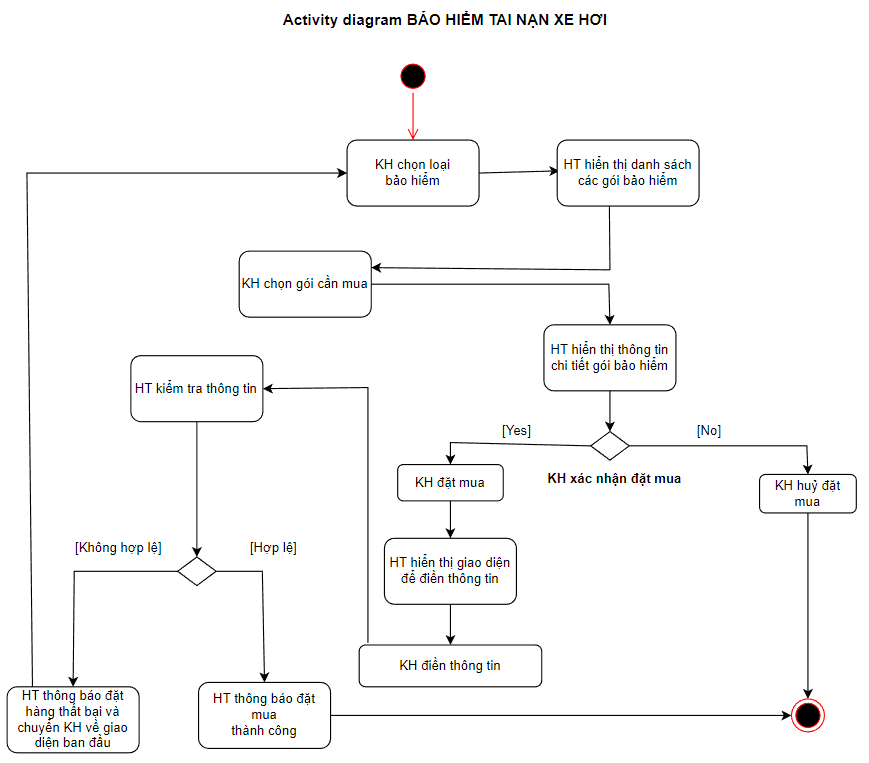 Activity diagram BẢO HIỂM TAI NẠN XE HƠI
KH chọn loại
bảo hiểm
HT hiển thị danh sách
các gói bảo hiểm
KH chọn gói cần mua
HT hiển thị thông tin
chi tiết gói bảo hiểm
HT kiểm tra thông tin
[Yes]
[No]
KH xác nhận đặt mua
KH đặt mua
KH huỷ đặt
mua
[Không hợp lệ]
[Hợp lệ]
HT hiển thị giao diện
để điền thông tin
KH điền thông tin
HT thông báo đặt
hàng thất bại và
chuyển KH về giao
diện ban đầu
HT thông báo đặt
mua
thành công